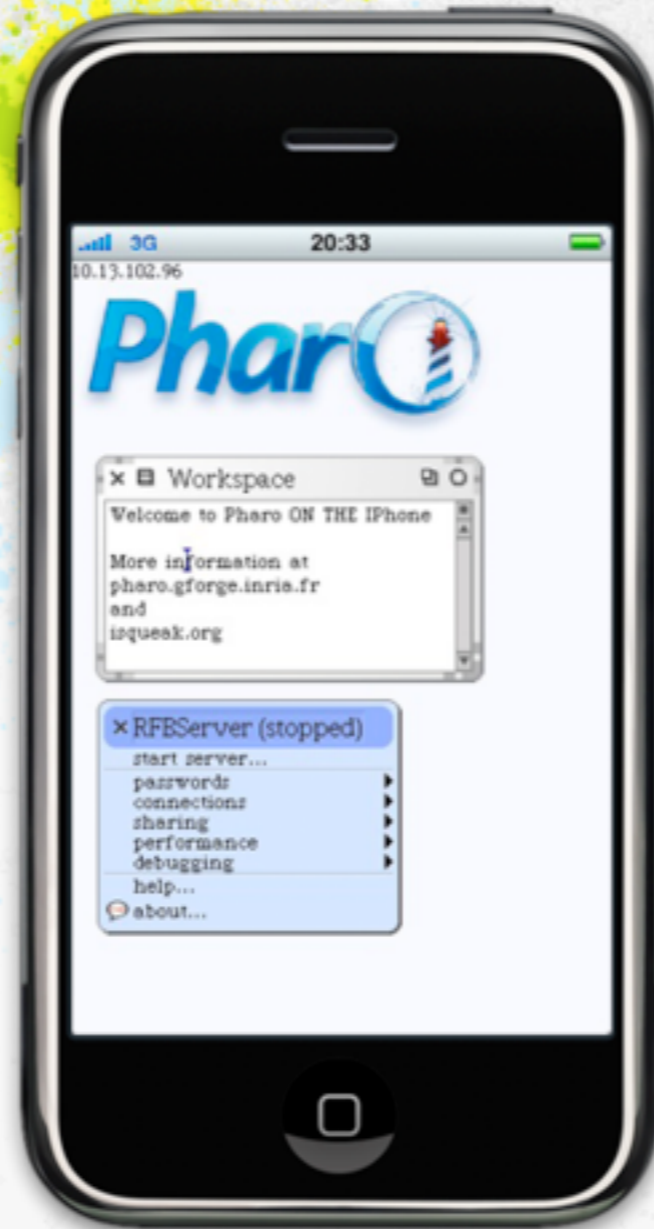 3G 20:33
10.13.102.96
Pharo
Workspace
Welcome to Pharo ON THE IPhone
More information at
pharo.gforge.inria.fr
and
isqueak.org
RFBServer (stopped)
start server...
passwords
connections
sharing
performance
debugging
help...
about...